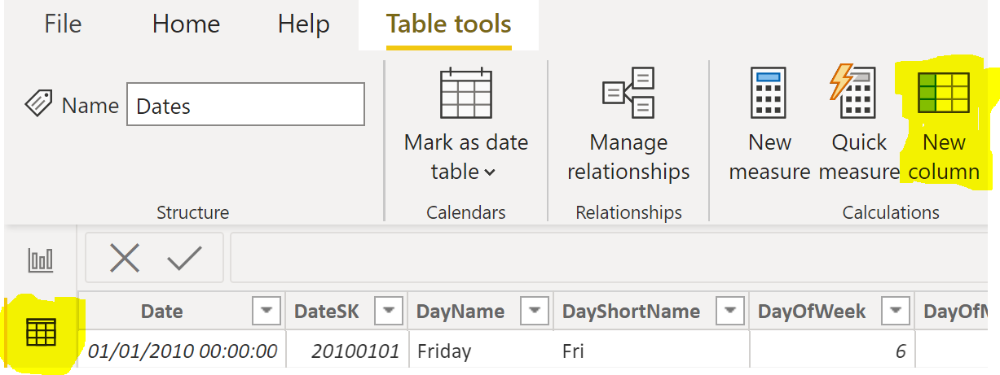 File Home Help Table tools
Name Dates
Mark as date
table
Manage
relationships
New
measure
Quick
measure
New
column
Structure Calendars Relationships Calculations
Date DateSK DayName DayShortName DayOfWeek DayOfM
01/01/2010 00:00:00 20100101 Friday Fri 6